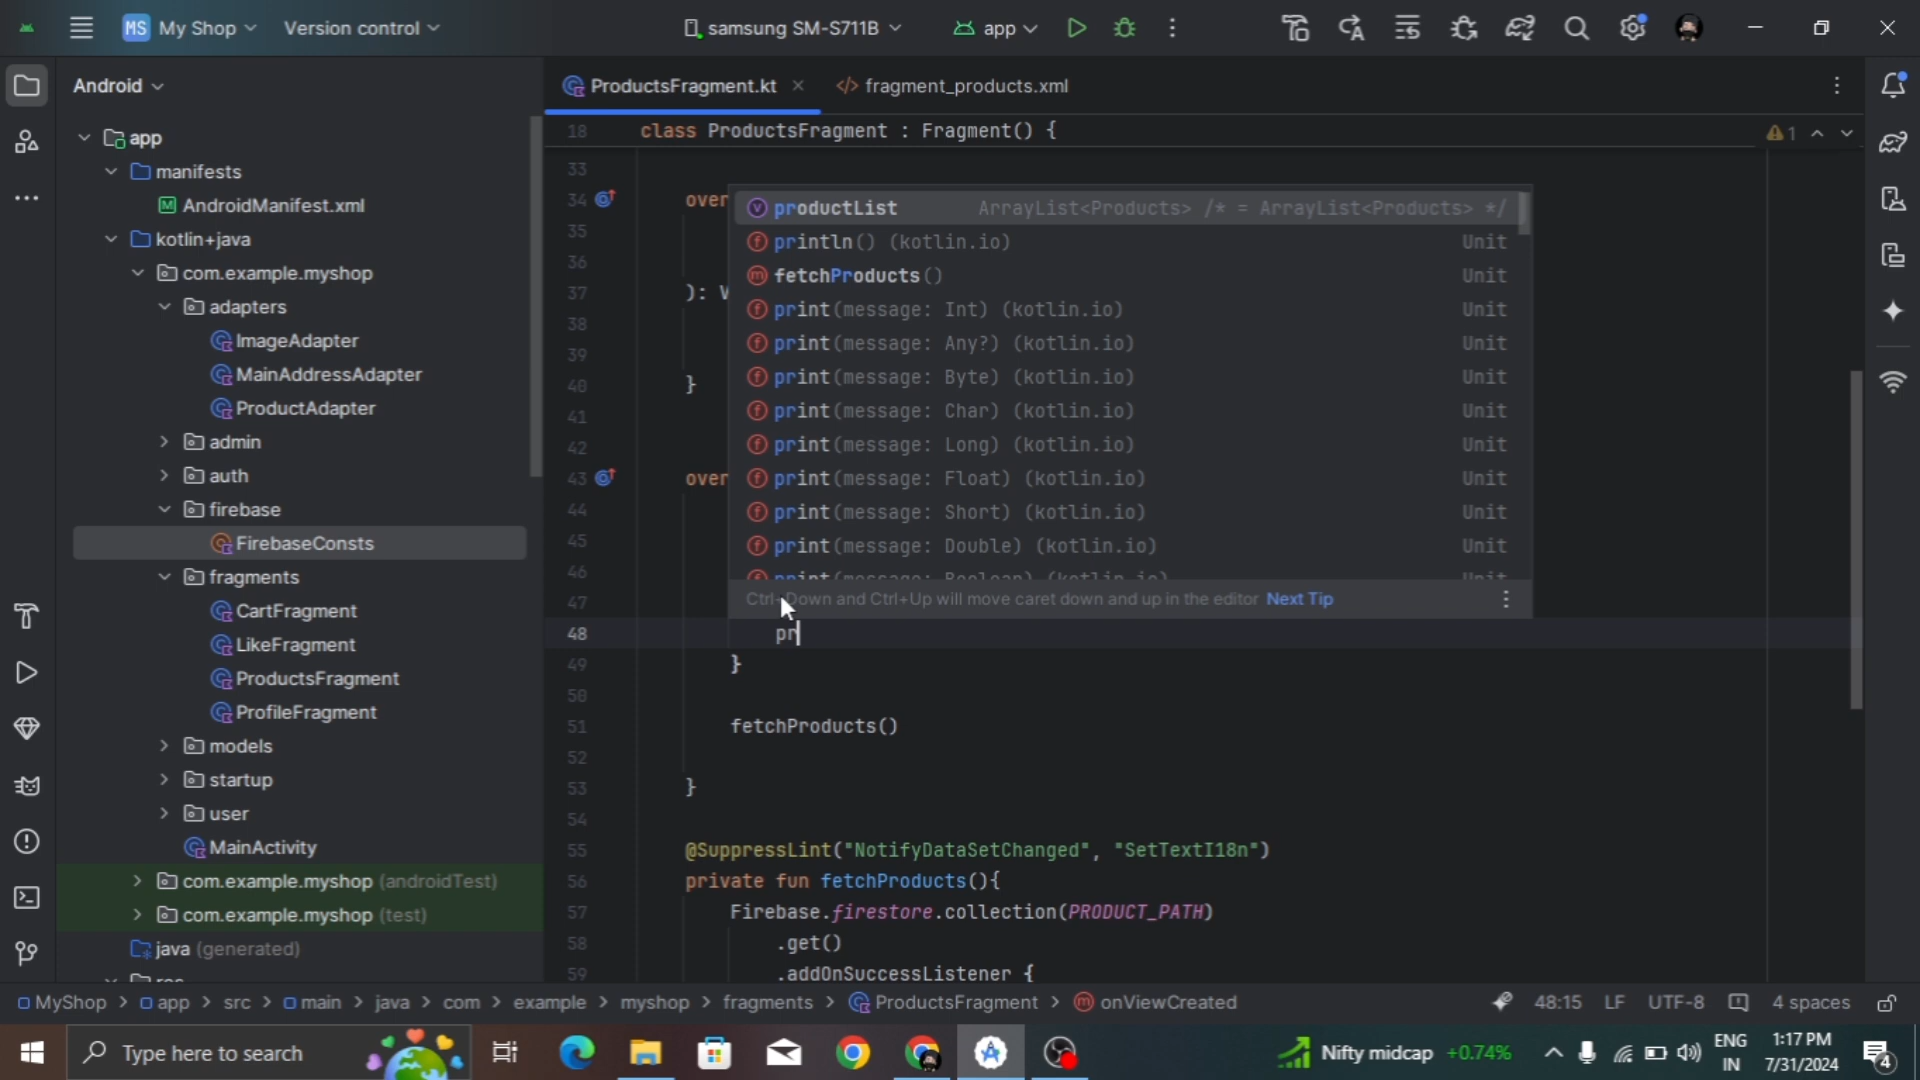 MS My Shop Version control samsung SM-S711B app
Android ProductsFragment.kt fragment_products.xml
18 class ProductsFragment : Fragment() { 1
app
manifests
AndroidManifest.xml
kotlin+java
com.example.myshop
adapters
ImageAdapter
MainAddressAdapter
ProductAdapter
admin
auth
firebase
FirebaseConsts
fragments
CartFragment
LikeFragment
ProductsFragment
ProfileFragment
models
startup
user
MainActivity
com.example.myshop (androidTest)
com.example.myshop (test)
java (generated)
33
34 over
35
36
37 ): V
38
39
40 }
41
42
43 over
44
45
46
47
48 pr
49 }
50
51 fetchProducts()
52
53 }
54
55 @SuppressLint("NotifyDataSetChanged", "SetTextI18n")
56 private fun fetchProducts(){
57 Firebase.firestore.collection(PRODUCT_PATH)
58 .get()
59 .addOnSuccessListener {
productList ArrayList<Products> /* = ArrayList<Products> */
println() (kotlin.io) Unit
fetchProducts() Unit
print(message: Int) (kotlin.io) Unit
print(message: Any?) (kotlin.io) Unit
print(message: Byte) (kotlin.io) Unit
print(message: Char) (kotlin.io) Unit
print(message: Long) (kotlin.io) Unit
print(message: Float) (kotlin.io) Unit
print(message: Short) (kotlin.io) Unit
print(message: Double) (kotlin.io) Unit
print(message: Boolean) (kotlin.io) Unit
Ctrl+Down and Ctrl+Up will move caret down and up in the editor Next Tip
MyShop > app > src > main > java > com > example > myshop > fragments > ProductsFragment > onViewCreated 48:15 LF UTF-8 4 spaces
Type here to search Nifty midcap +0.74% ENG IN 1:17 PM 7/31/2024 4